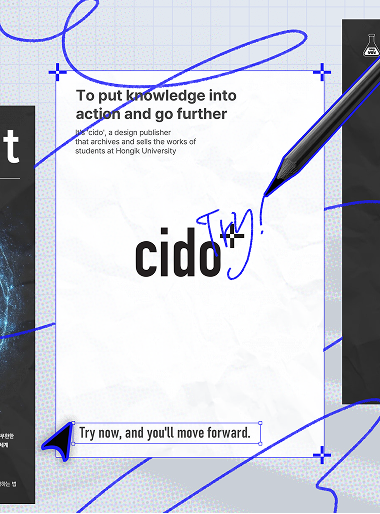 To put knowledge into
action and go further
It's 'cido', a design publisher
that archives and sells the works of
students at Hongik University
Try!
cido
Try now, and you'll move forward.
t